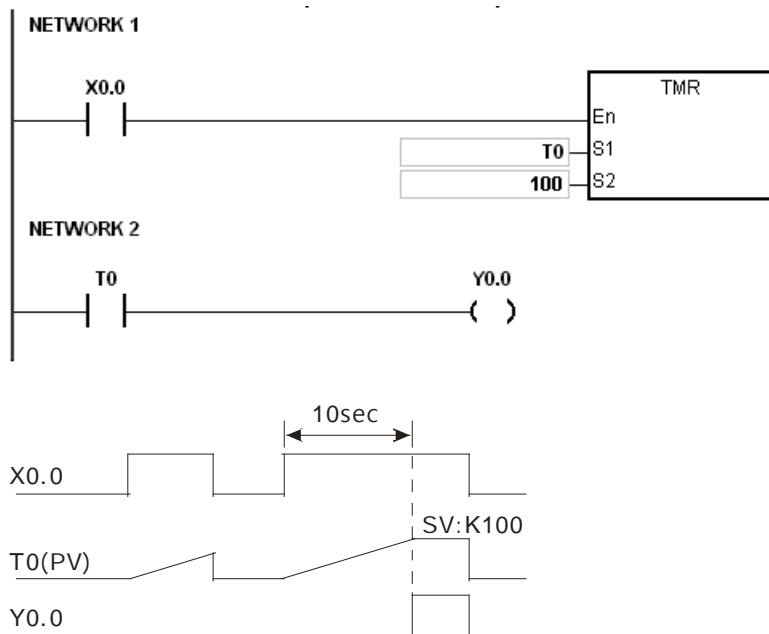 NETWORK 1
X0.0
TMR
En
T0 S1
100 S2
NETWORK 2
T0 Y0.0
10sec
X0.0
SV:K100
T0(PV)
Y0.0